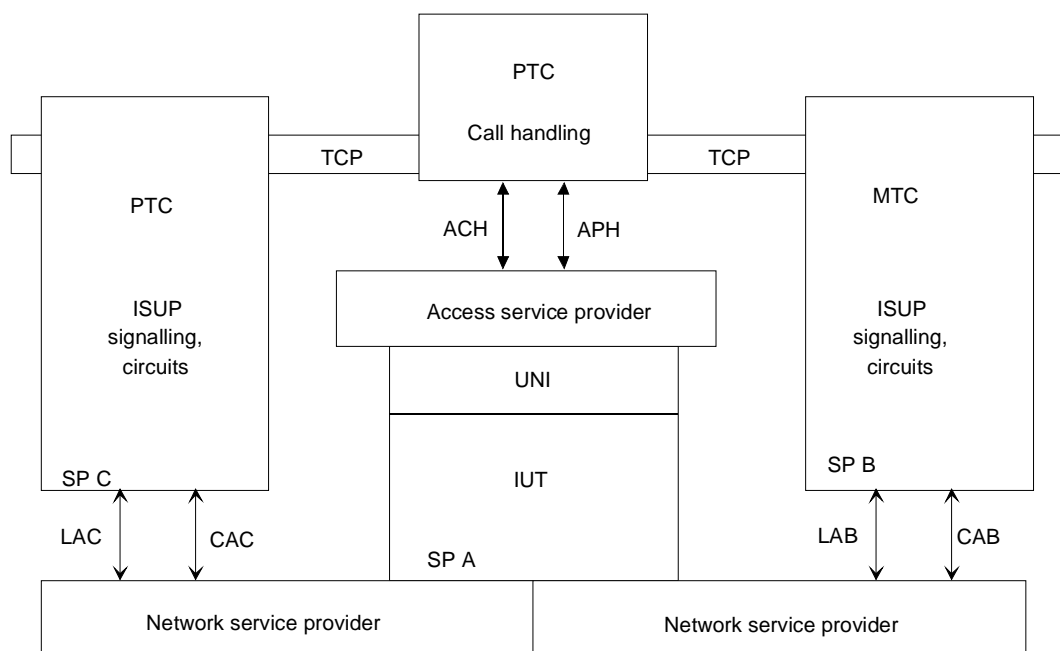 PTC
Call handling
TCP
TCP
PTC
MTC
ACH
APH
ISUP
signalling,
circuits
Access service provider
ISUP
signalling,
circuits
UNI
SP C
IUT
SP B
LAC
CAC
SP A
LAB
CAB
Network service provider
Network service provider